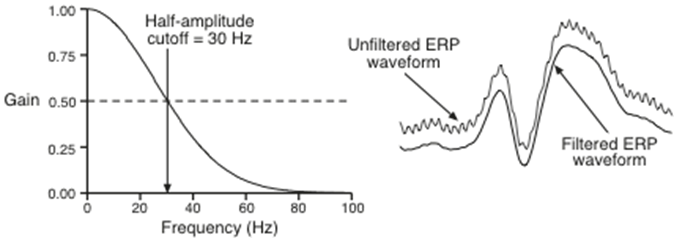 1.00
0.75
0.50
0.25
0.00
Gain
Half-amplitude
cutoff = 30 Hz
0 20 40 60 80 100
Frequency (Hz)
Unfiltered ERP
waveform
Filtered ERP
waveform